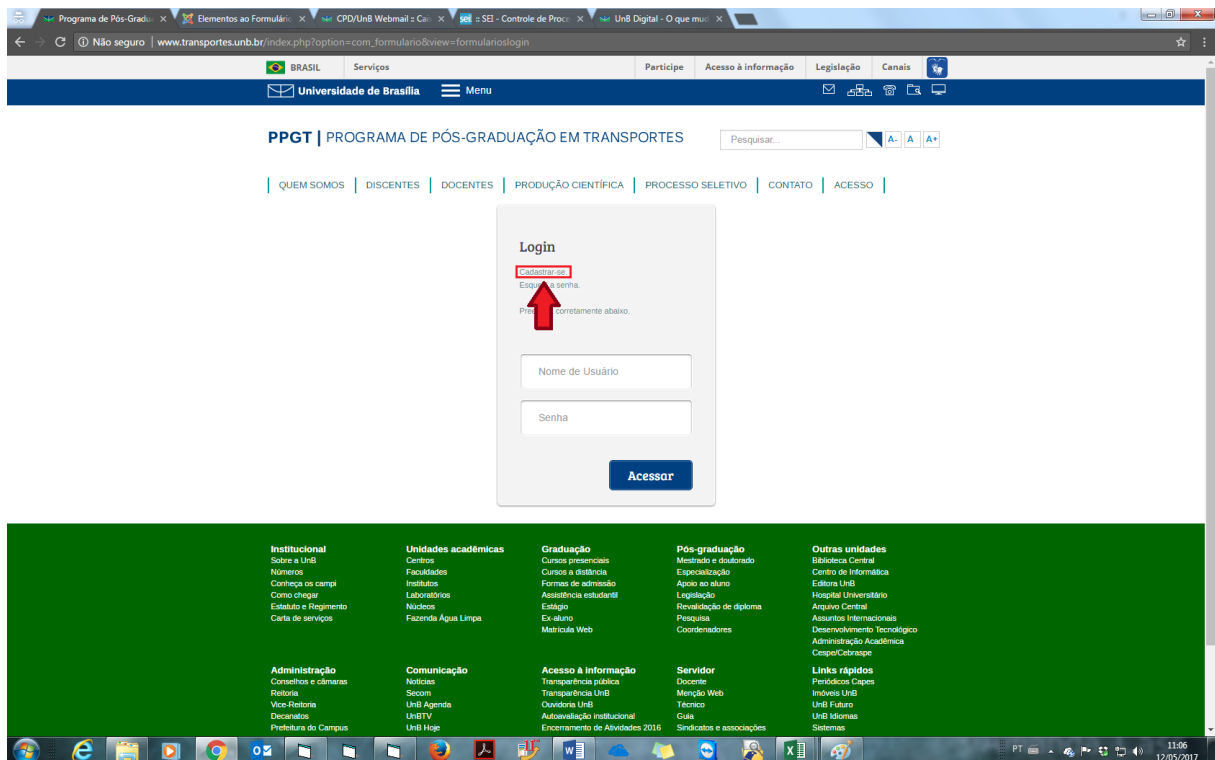 Programa de Pós-Gradu
Elementos ao Formulário
CPD/UnB Webmail :: Cai
sei :: SEI - Controle de Proce
UnB Digital - O que mud
Não seguro | www.transportes.unb.br/index.php?option=com_formulario&view=formularioslogin
BRASIL Serviços Participe Acesso à informação Legislação Canais
Universidade de Brasília Menu
PPGT | PROGRAMA DE PÓS-GRADUAÇÃO EM TRANSPORTES
Pesquisar... A- A A+
QUEM SOMOS DISCENTES DOCENTES PRODUÇÃO CIENTÍFICA PROCESSO SELETIVO CONTATO ACESSO
Login
Cadastrar-se.
a senha.
corretamente abaixo.
Nome de Usuário
Senha
Acessar
Institucional
Sobre a UnB
Números
Conheça os campi
Como chegar
Estatuto e Regimento
Carta de serviços
Unidades acadêmicas
Centros
Faculdades
Institutos
Laboratórios
Núcleos
Fazenda Água Limpa
Graduação
Cursos presenciais
Cursos a distância
Formas de admissão
Assistência estudantil
Estágio
Ex-aluno
Matrícula Web
Pós-graduação
Mestrado e doutorado
Especialização
Apoio ao aluno
Legislação
Revalidação de diploma
Pesquisa
Coordenadores
Outras unidades
Biblioteca Central
Centro de Informática
Editora UnB
Hospital Universitário
Arquivo Central
Assuntos Internacionais
Desenvolvimento Tecnológico
Administração Acadêmica
Cespe/Cebraspe
Administração
Conselhos e câmaras
Reitoria
Vice-Reitoria
Decanatos
Prefeitura do Campus
Comunicação
Notícias
Secom
UnB Agenda
UnBTV
UnB Hoje
Acesso à informação
Transparência pública
Transparência UnB
Ouvidoria UnB
Autoavaliação institucional
Encerramento de Atividades 2016
Servidor
Docente
Menção Web
Técnico
Guia
Sindicatos e associações
Links rápidos
Periódicos Capes
Imóveis UnB
UnB Futuro
UnB Idiomas
Sistemas
PT
11:06
12/05/2017